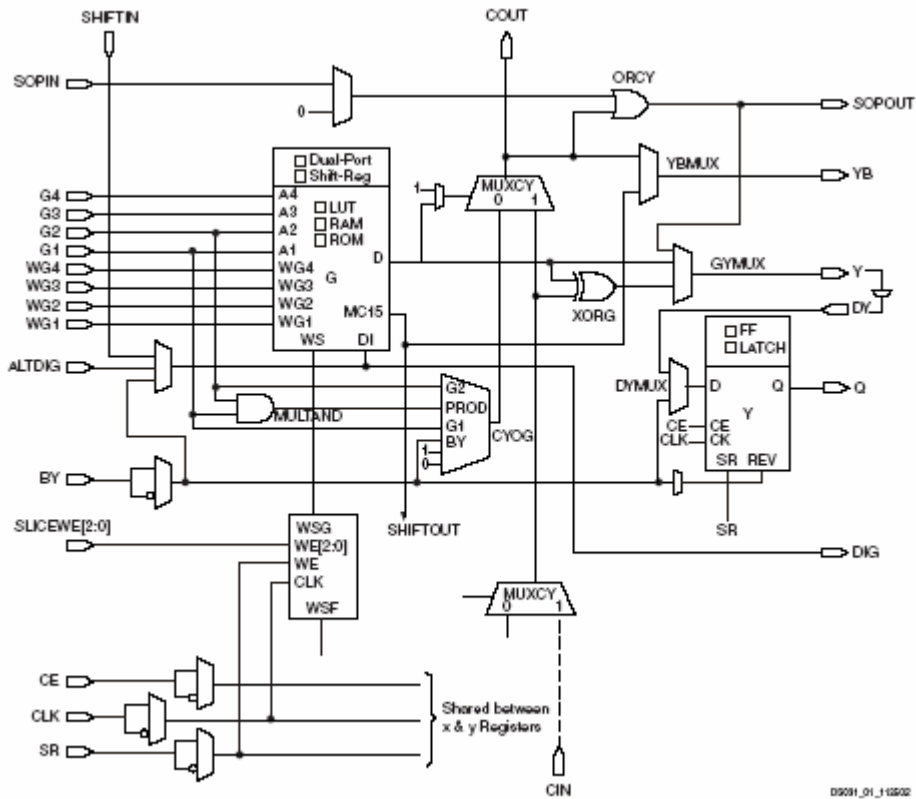 SHIFTIN
COUT
SOPIN
ORCY
0
SOPOUT
Dual-Port
Shift-Reg
YBMUX
YB
MUXCY
1
0 1
G4
A4
G3
A3
LUT
G2
A2
RAM
G1
A1
ROM
D
WG4
WG4
G
GYMUX
Y
WG3
WG3
MC15
XORG
DY
WG2
WG2
WG1
WG1
WS
DI
FF
LATCH
ALTDIG
DYMUX
D
Q
Q
G2
MULTAND
PROD
Y
G1
CYOG
CE
CE
BY
CLK
CK
1
0
BY
SR REV
SHIFTOUT
SLICEWE[2:0]
WSG
SR
WE[2:0]
DIG
WE
CLK
MUXCY
WSF
0 1
CE
CLK
Shared between
x & y Registers
SR
CIN
DS031_01_112502